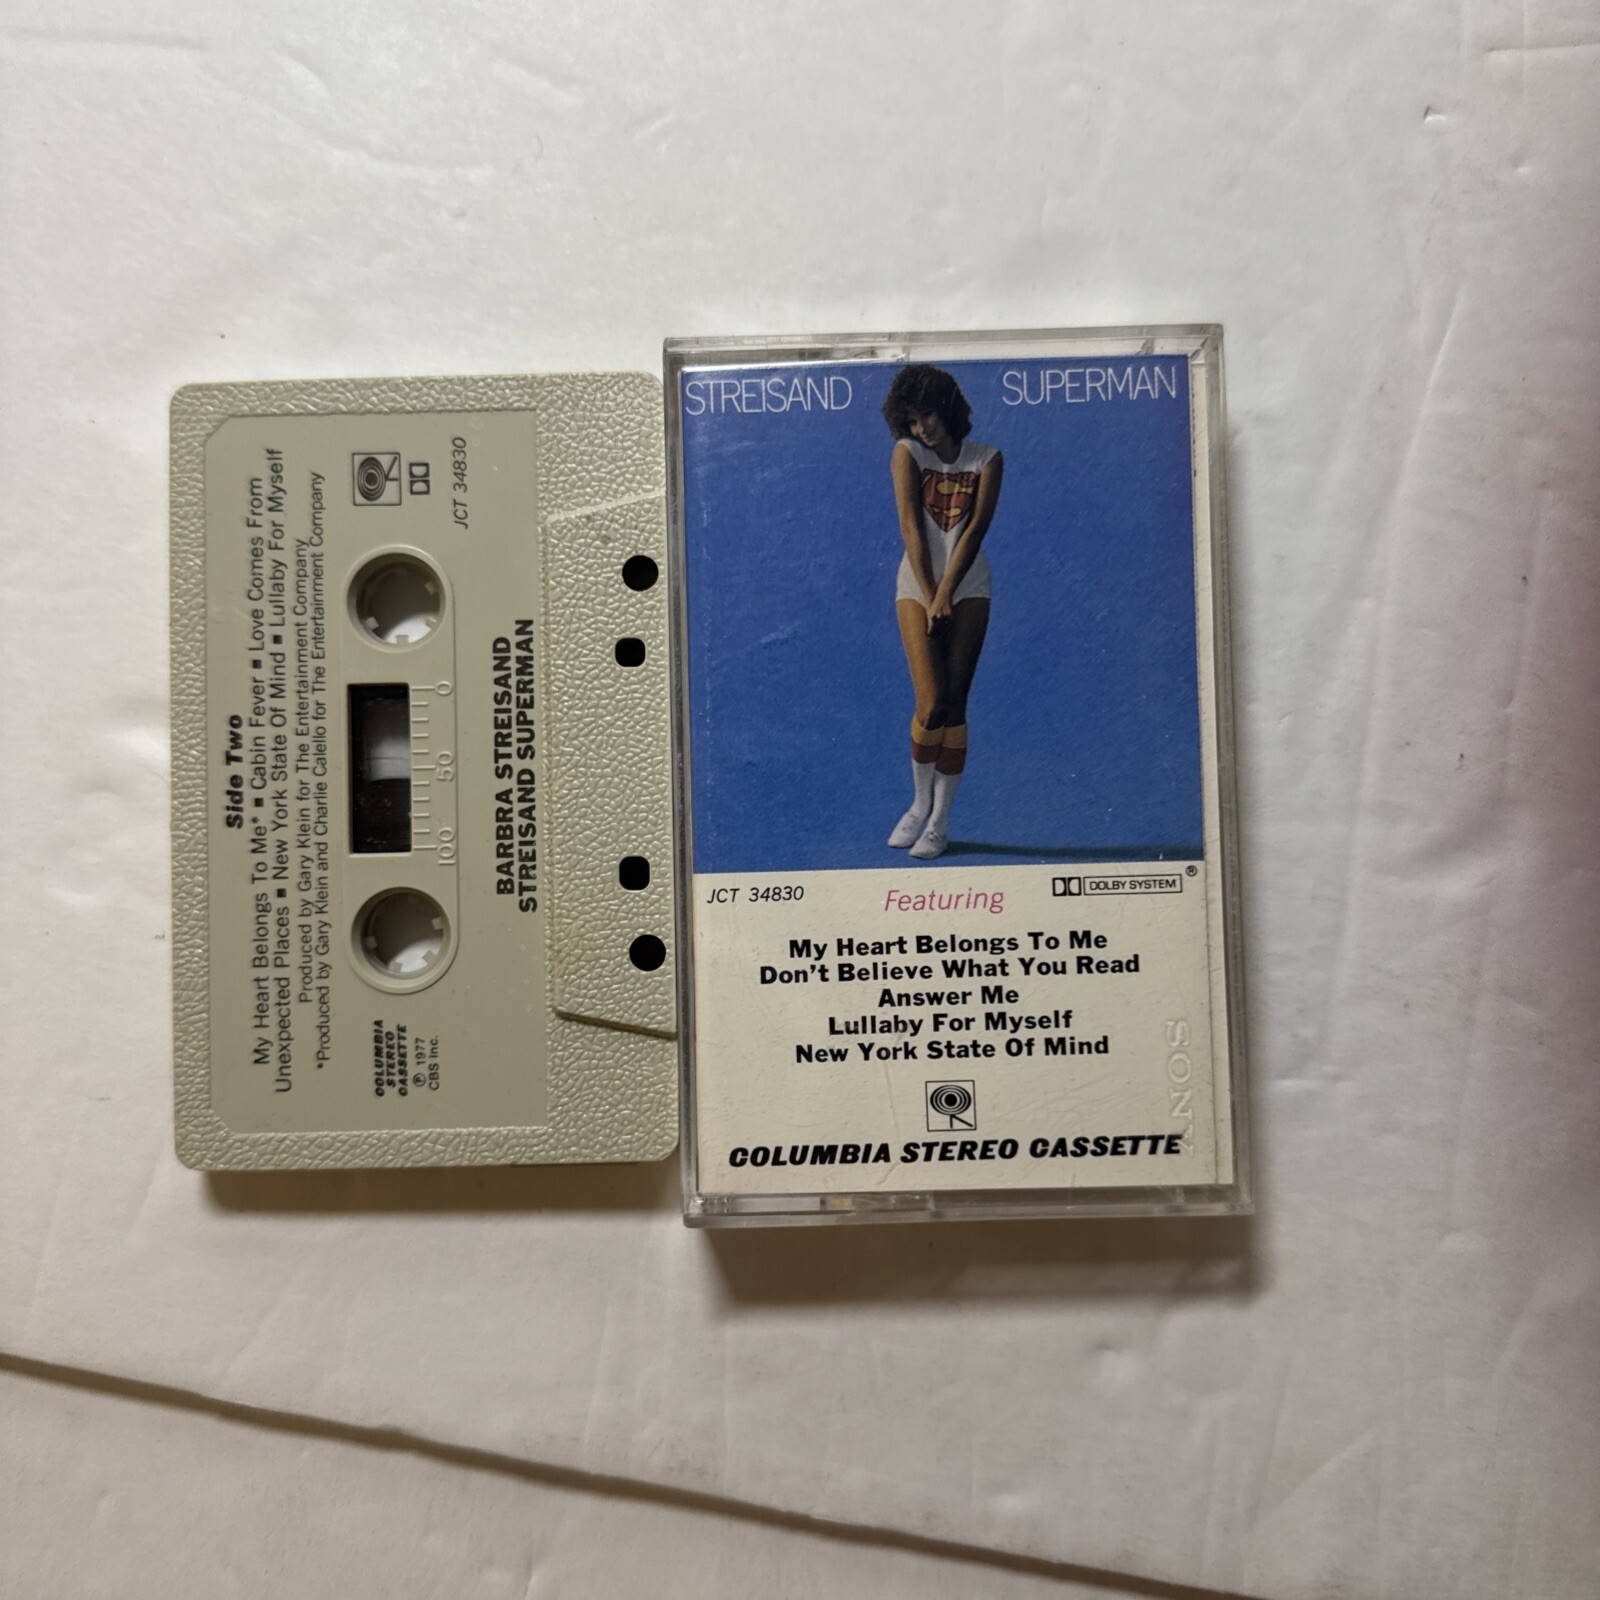 Side Two
My Heart Belongs To Me* ■ Cabin Fever ■ Love Comes From
Unexpected Places ■ New York State Of Mind ■ Lullaby For Myself
Produced by Gary Klein for The Entertainment Company
*Produced by Gary Klein and Charlie Calello for The Entertainment Company
COLUMBIA
STEREO
CASSETTE
℗ 1977
CBS Inc.
100 50 0
JCT 34830
BARBRA STREISAND
STREISAND SUPERMAN
STREISAND SUPERMAN
JCT 34830
Featuring
DOLBY SYSTEM®
My Heart Belongs To Me
Don't Believe What You Read
Answer Me
Lullaby For Myself
New York State Of Mind
COLUMBIA STEREO CASSETTE
SONY